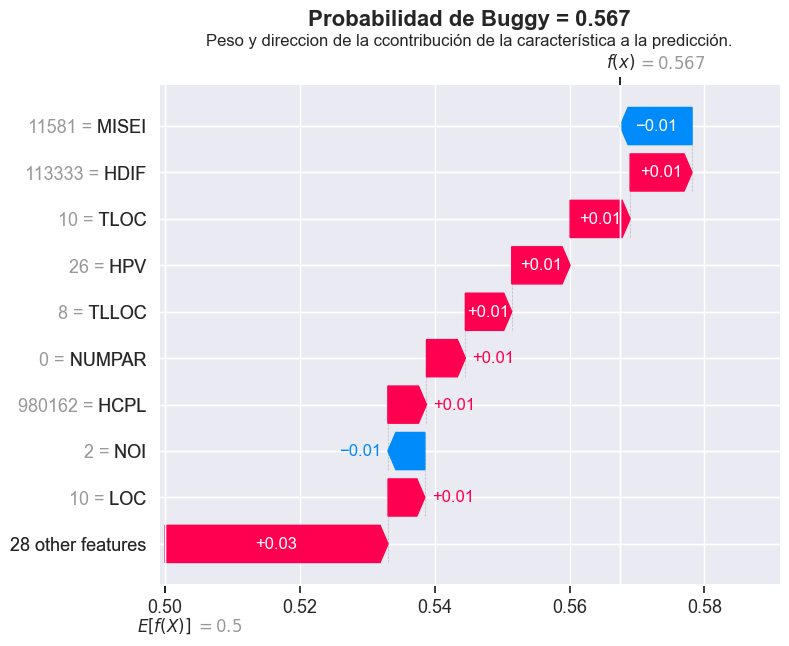 Probabilidad de Buggy = 0.567
Peso y direccion de la ccontribución de la característica a la predicción.
f(x) = 0.567
11581 = MISEI −0.01
113333 = HDIF +0.01
10 = TLOC +0.01
26 = HPV +0.01
8 = TLLOC +0.01
0 = NUMPAR +0.01
980162 = HCPL +0.01
2 = NOI −0.01
10 = LOC +0.01
28 other features +0.03
0.50 0.52 0.54 0.56 0.58
E[f(X)] = 0.5